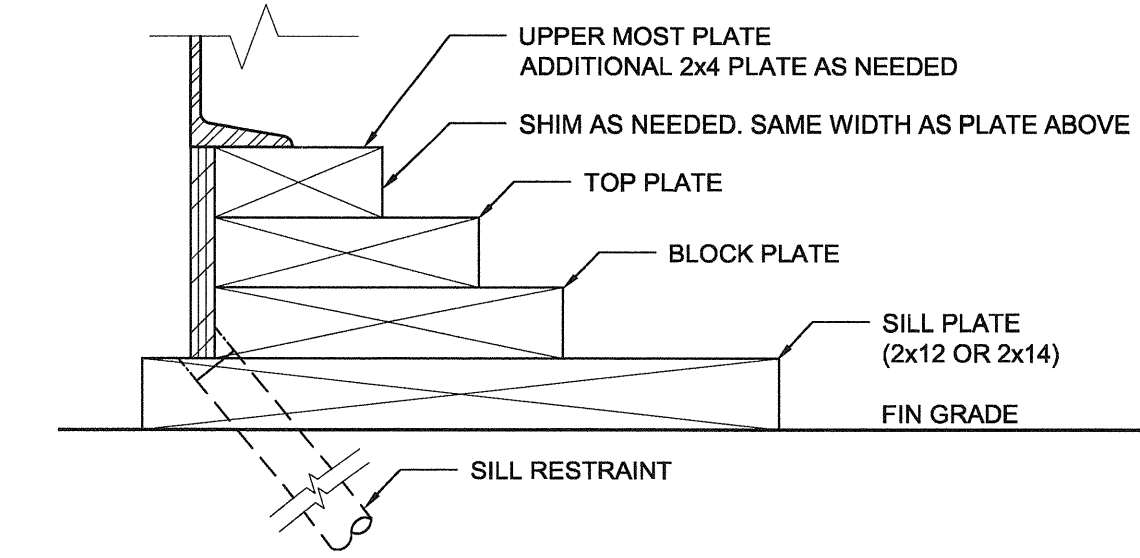 UPPER MOST PLATE
ADDITIONAL 2x4 PLATE AS NEEDED
SHIM AS NEEDED. SAME WIDTH AS PLATE ABOVE
TOP PLATE
BLOCK PLATE
SILL PLATE
(2x12 OR 2x14)
FIN GRADE
SILL RESTRAINT